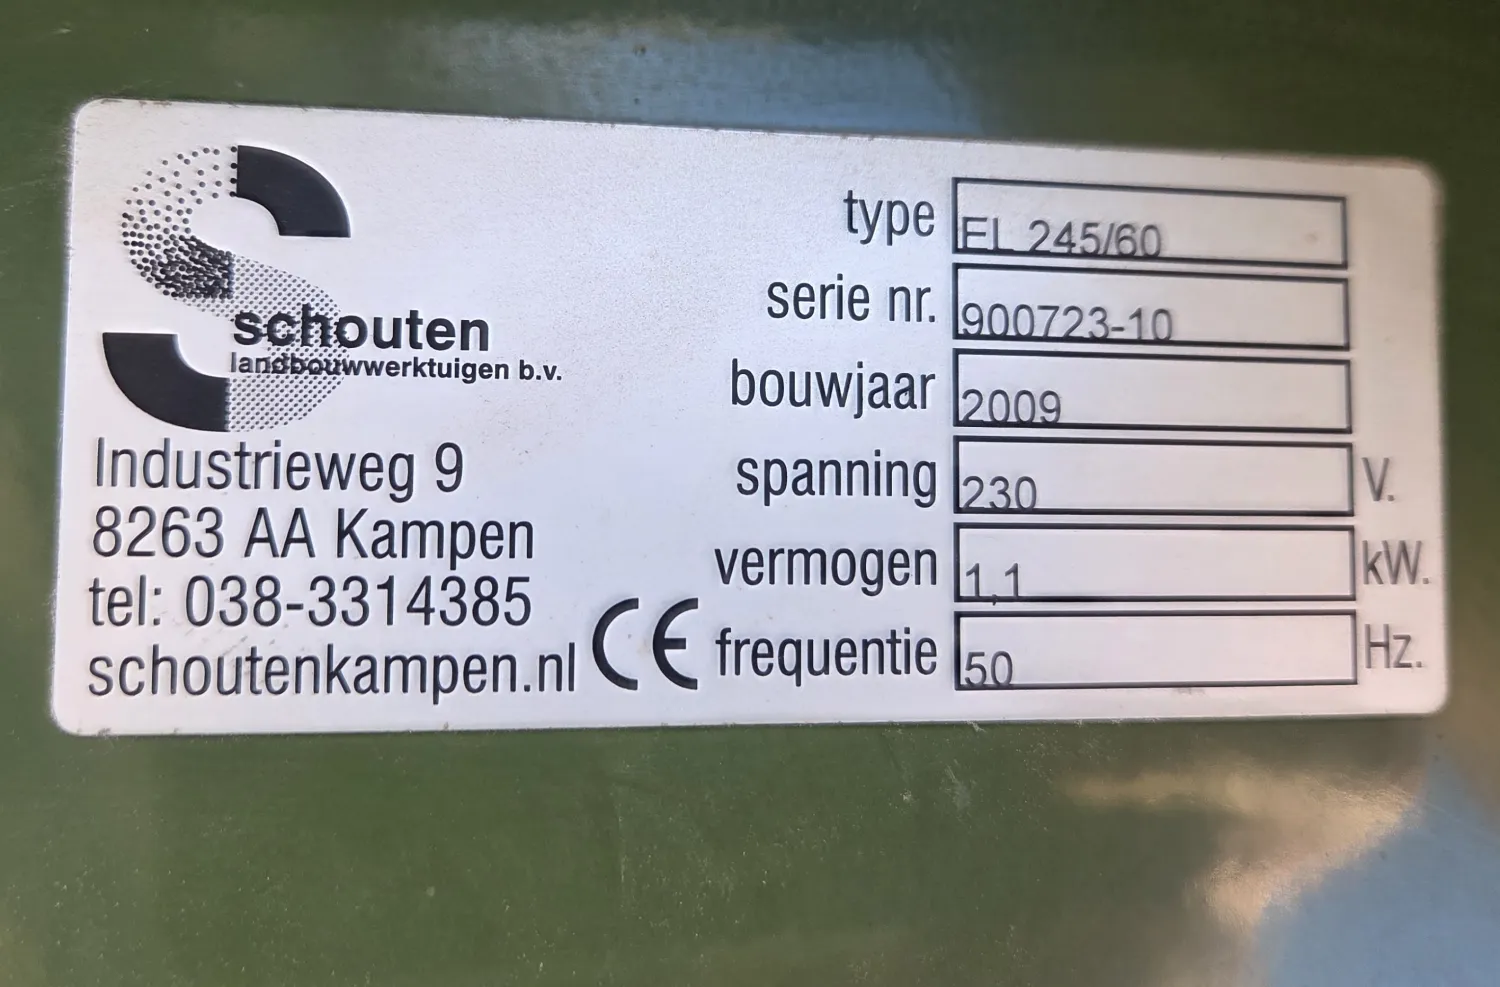 schouten
landbouwwerktuigen b.v.
Industrieweg 9
8263 AA Kampen
tel: 038-3314385
schoutenkampen.nl
CE
type EL 245/60
serie nr. 900723-10
bouwjaar 2009
spanning 230 V.
vermogen 1,1 kW.
frequentie 50 Hz.